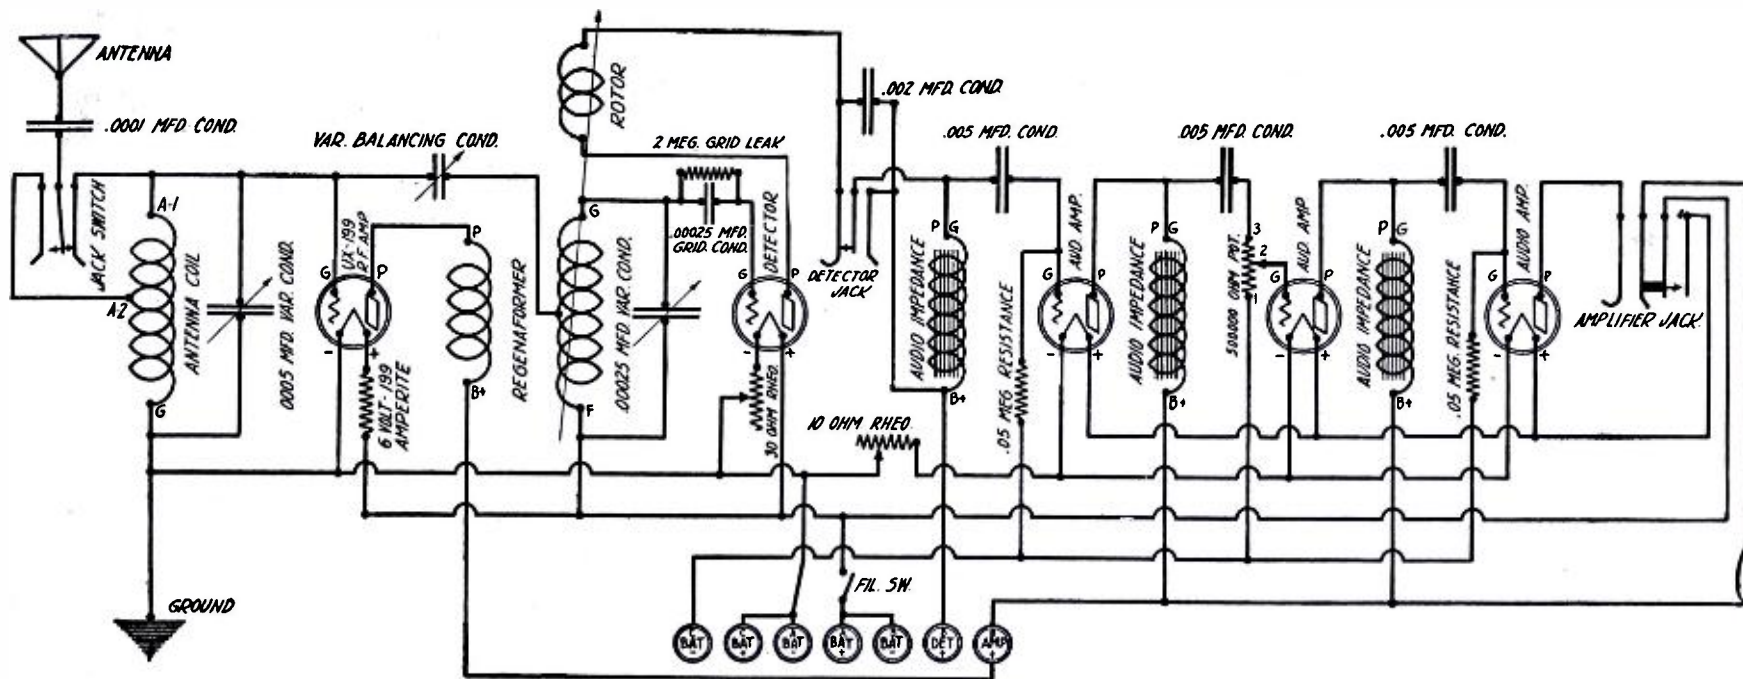 ANTENNA
.0001 MFD. COND.
JACK SWITCH
A-1
A-2
G
ANTENNA COIL
.0005 MFD. VAR. COND.
VAR. BALANCING COND.
G
UX-199
R.F. AMP
P
-
+
6 VOLT-199
AMPERITE
P
B+
REGENAFORMER
ROTOR
G
F
2 MEG. GRID LEAK
.00025 MFD.
GRID. COND.
.00025 MFD. VAR. COND.
G
DETECTOR
P
-
+
30 OHM RHEO.
.002 MFD. COND.
DETECTOR
JACK
10 OHM RHEO.
P G
AUDIO IMPEDANCE
B+
.005 MFD. COND.
.05 MEG RESISTANCE
G
AUD. AMP.
P
-
+
P G
AUDIO IMPEDANCE
B+
.005 MFD. COND.
3
2
1
500000 OHM POT.
G
AUD. AMP
P
-
+
P G
AUDIO IMPEDANCE
B+
.005 MFD. COND.
.05 MEG. RESISTANCE
G
AUDIO AMP.
P
-
+
AMPLIFIER JACK
GROUND
FIL. SW.
C BAT -
C BAT +
A BAT -
A BAT +
B BAT -
B DET +
B AMP +